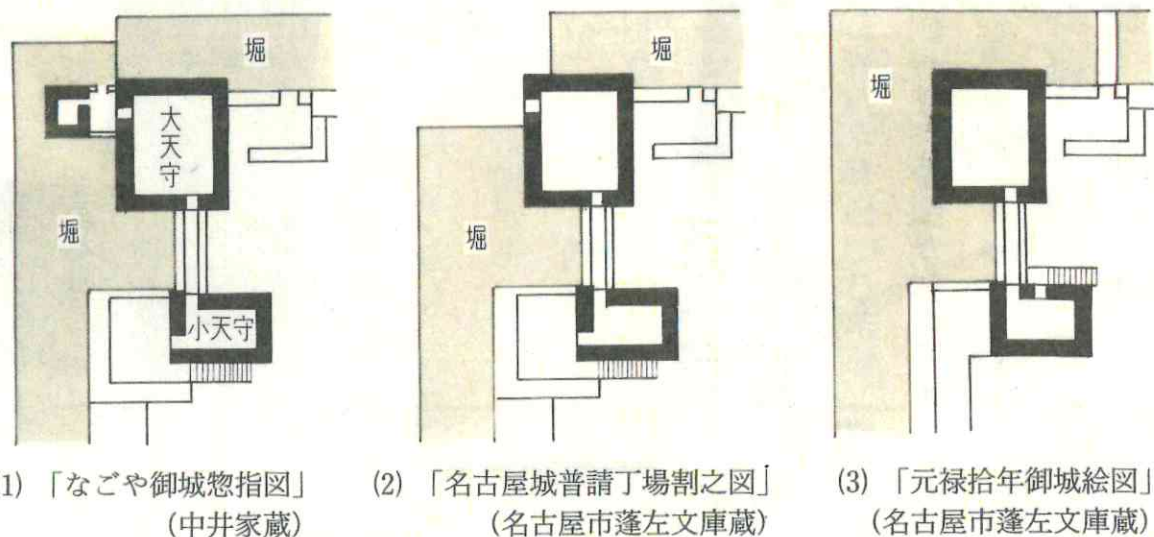 堀
大天守
堀
小天守
堀
堀
堀
1) 「なごや御城惣指図」
(中井家蔵)
(2) 「名古屋城普請丁場割之図」
(名古屋市蓬左文庫蔵)
(3) 「元禄拾年御城絵図」
(名古屋市蓬左文庫蔵)